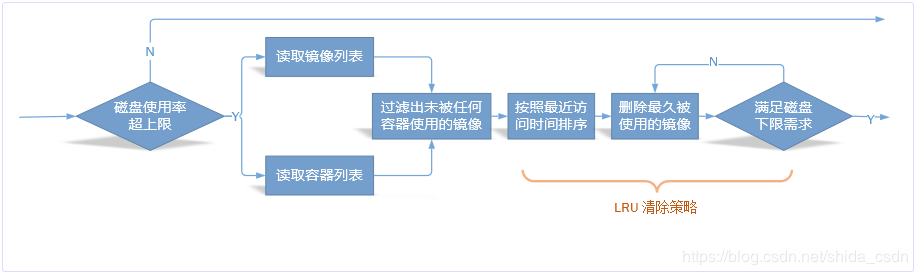 N
磁盘使用率
超上限
Y
读取镜像列表
读取容器列表
过滤出未被任何
容器使用的镜像
按照最近访
问时间排序
删除最久被
使用的镜像
N
满足磁盘
下限需求
Y
LRU 清除策略
https://blog.csdn.net/shida_csdn